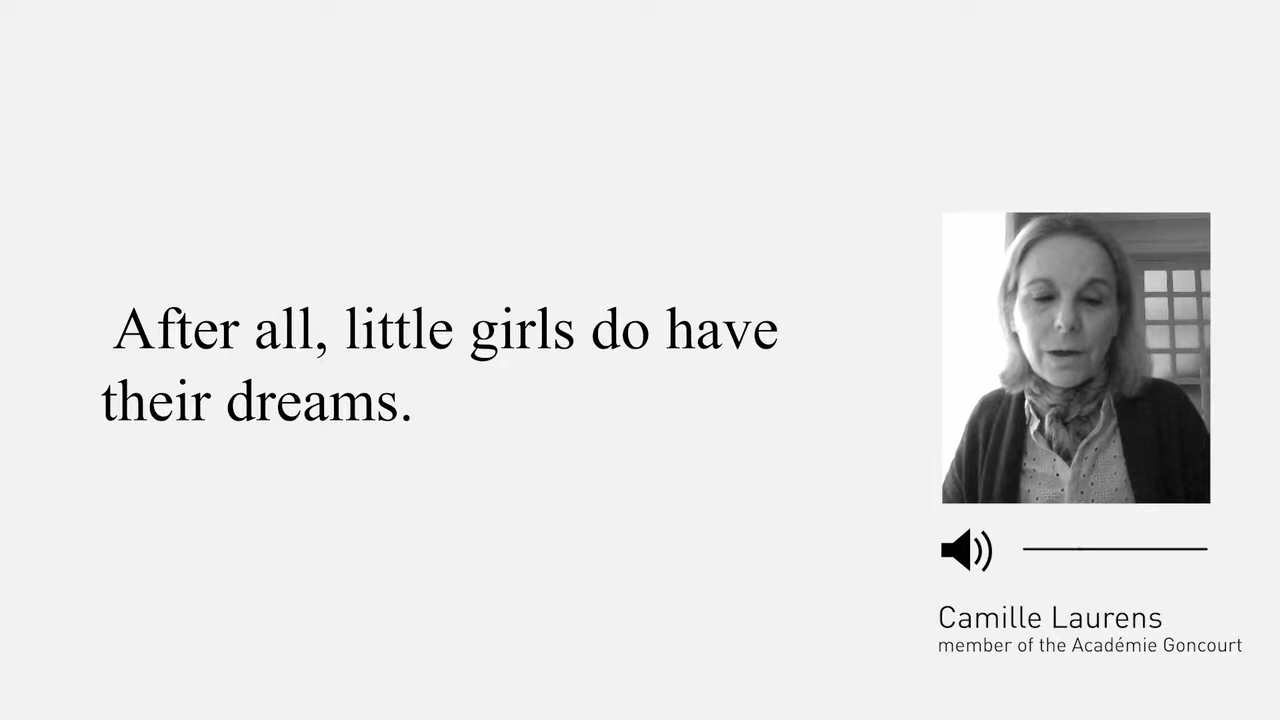 After all, little girls do have
their dreams.
Camille Laurens
member of the Académie Goncourt